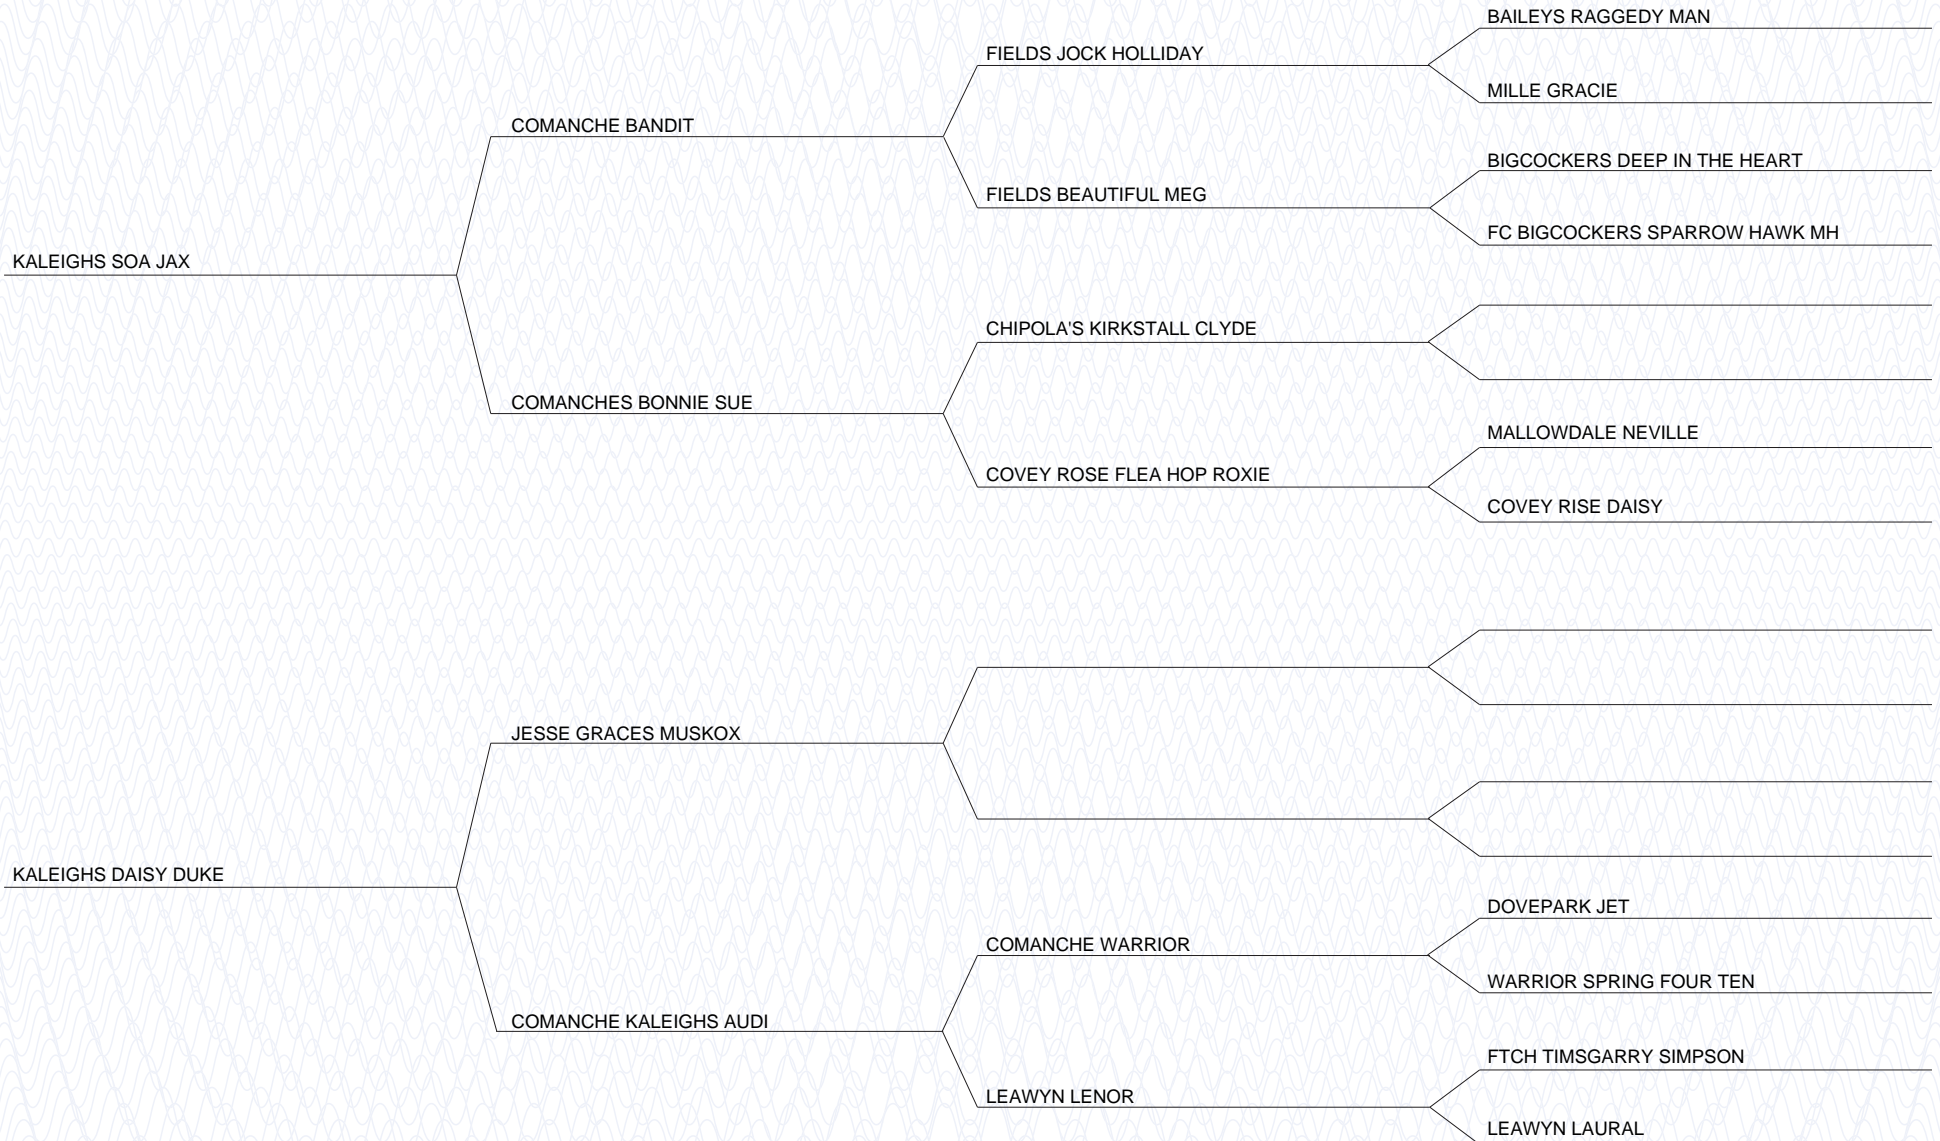 BAILEYS RAGGEDY MAN
FIELDS JOCK HOLLIDAY
MILLE GRACIE
COMANCHE BANDIT
BIGCOCKERS DEEP IN THE HEART
FIELDS BEAUTIFUL MEG
FC BIGCOCKERS SPARROW HAWK MH
KALEIGHS SOA JAX
CHIPOLA'S KIRKSTALL CLYDE
COMANCHES BONNIE SUE
MALLOWDALE NEVILLE
COVEY ROSE FLEA HOP ROXIE
COVEY RISE DAISY
JESSE GRACES MUSKOX
KALEIGHS DAISY DUKE
DOVEPARK JET
COMANCHE WARRIOR
WARRIOR SPRING FOUR TEN
COMANCHE KALEIGHS AUDI
FTCH TIMSGARRY SIMPSON
LEAWYN LENOR
LEAWYN LAURAL